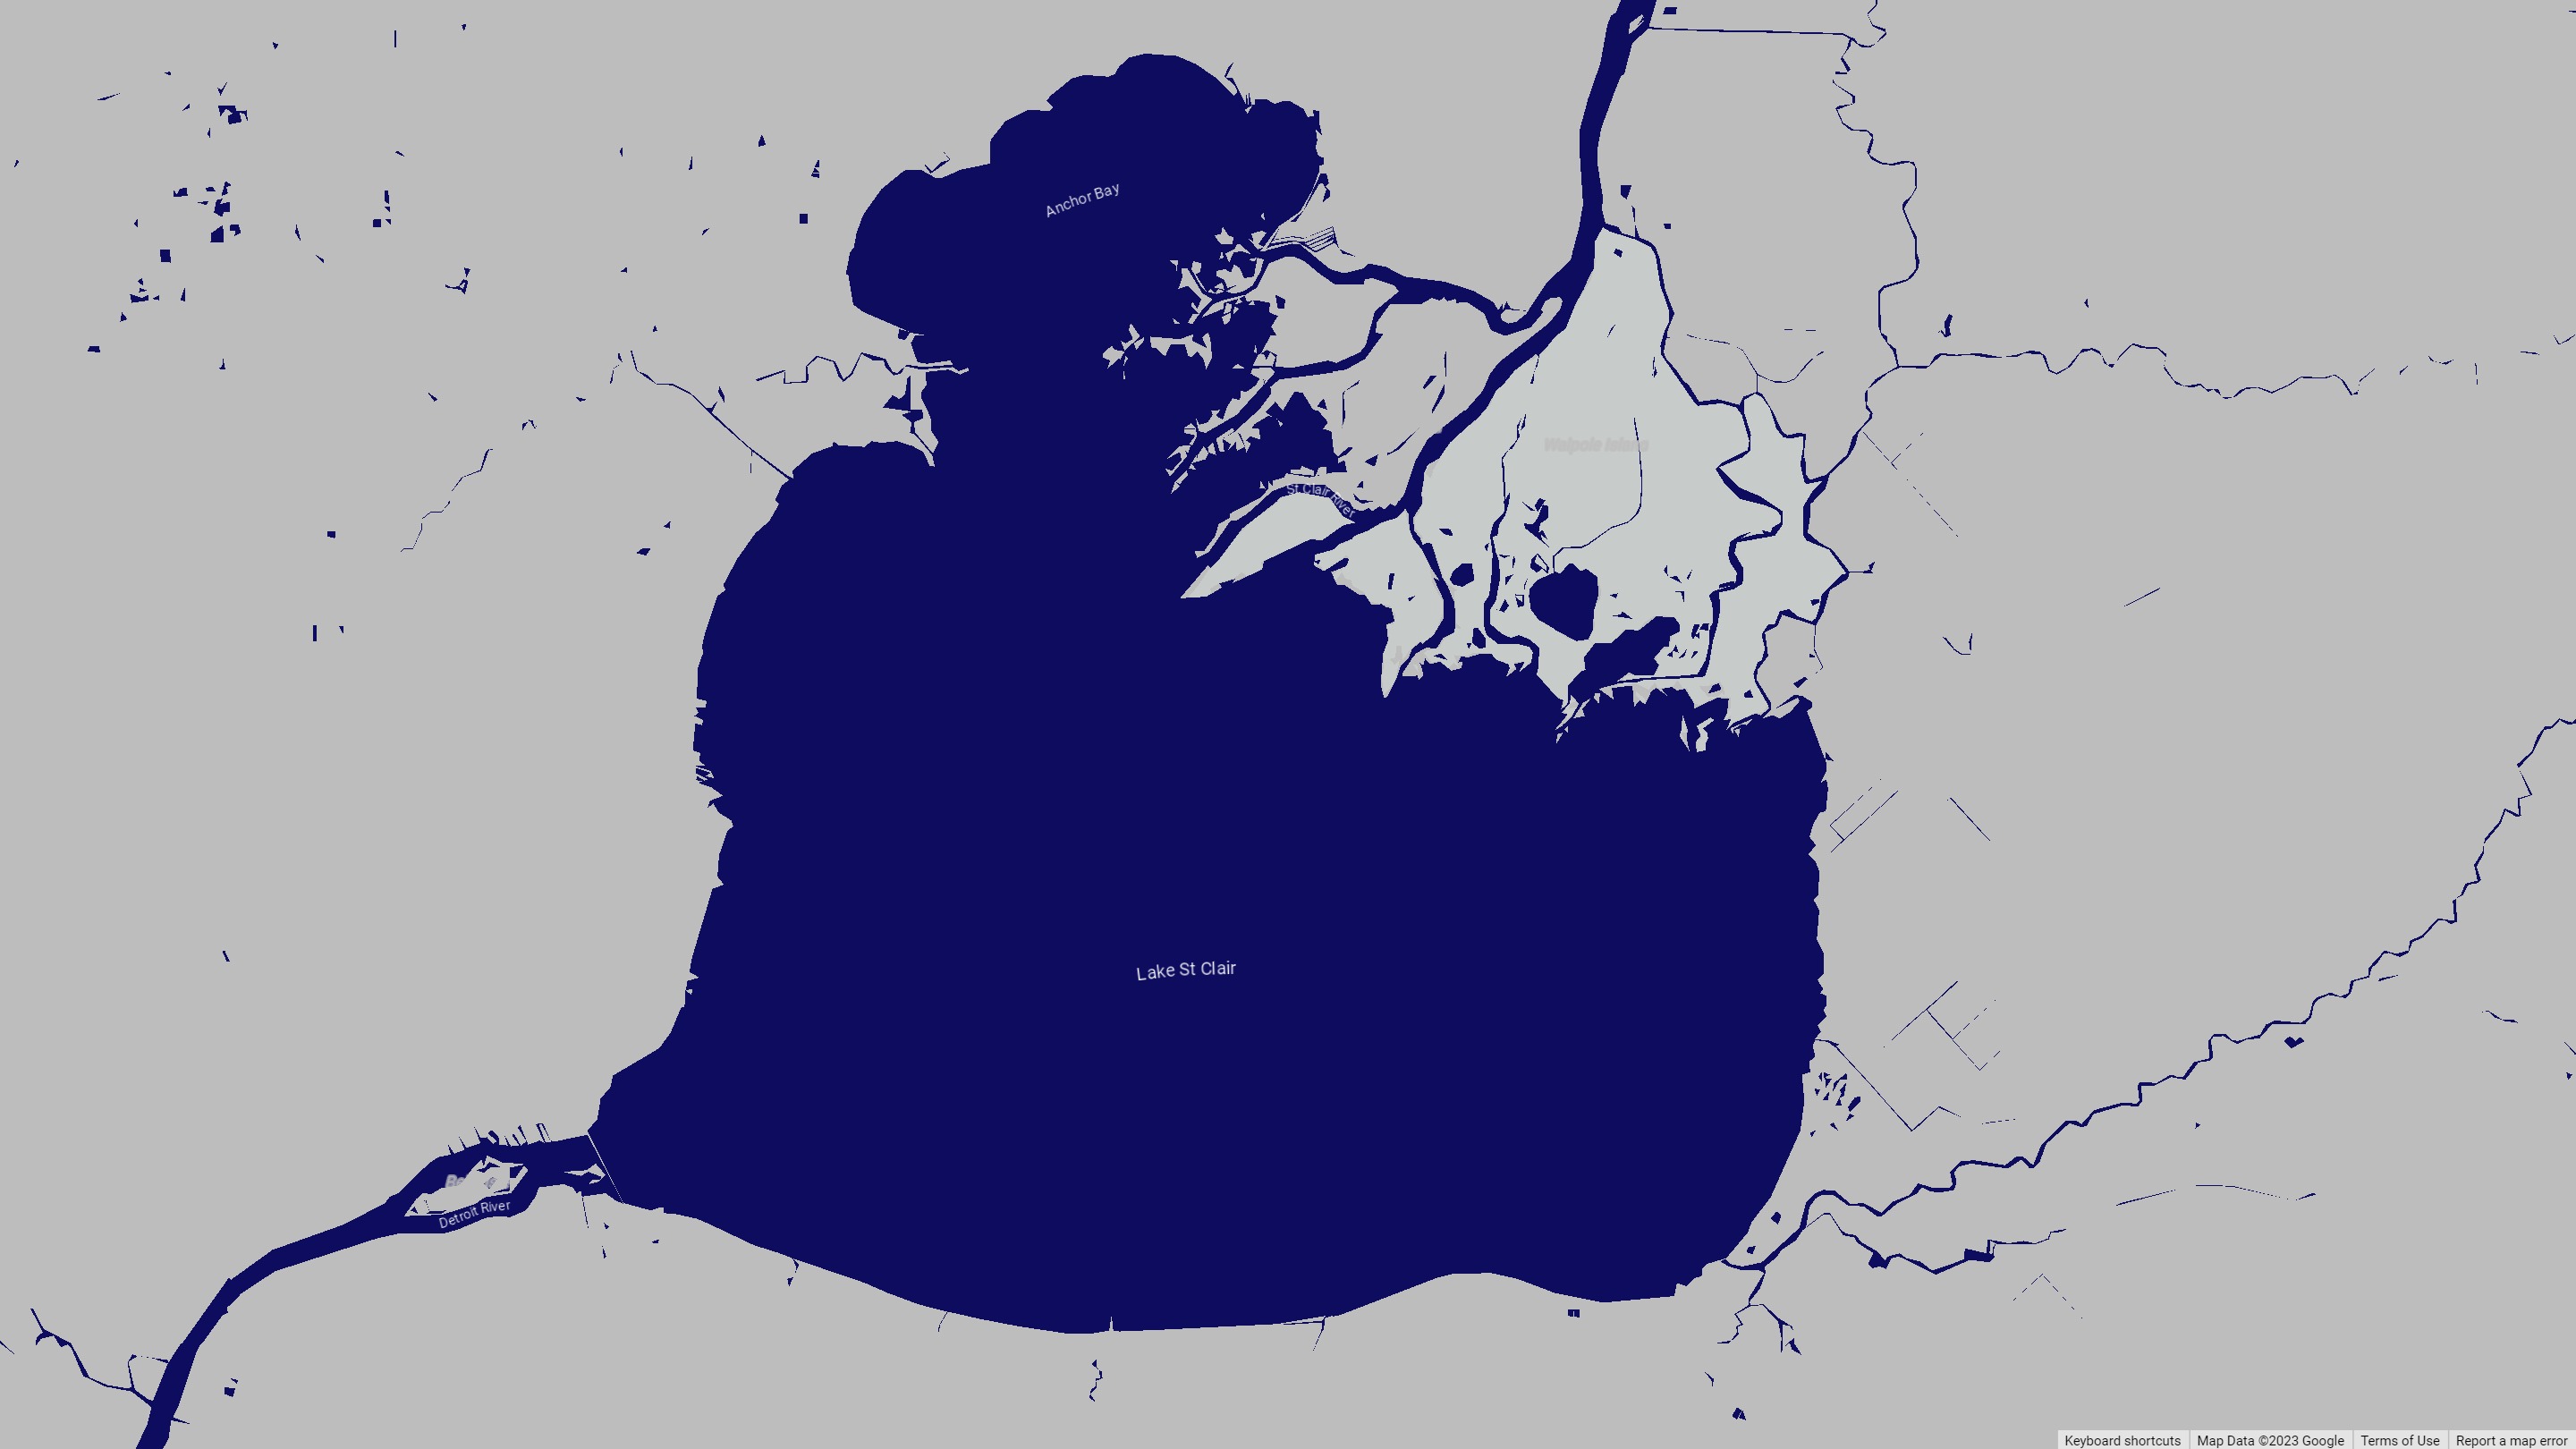 Anchor Bay
Walpole Island
St Clair River
Lake St Clair
Detroit River
Keyboard shortcuts
Map Data ©2023 Google
Terms of Use
Report a map error